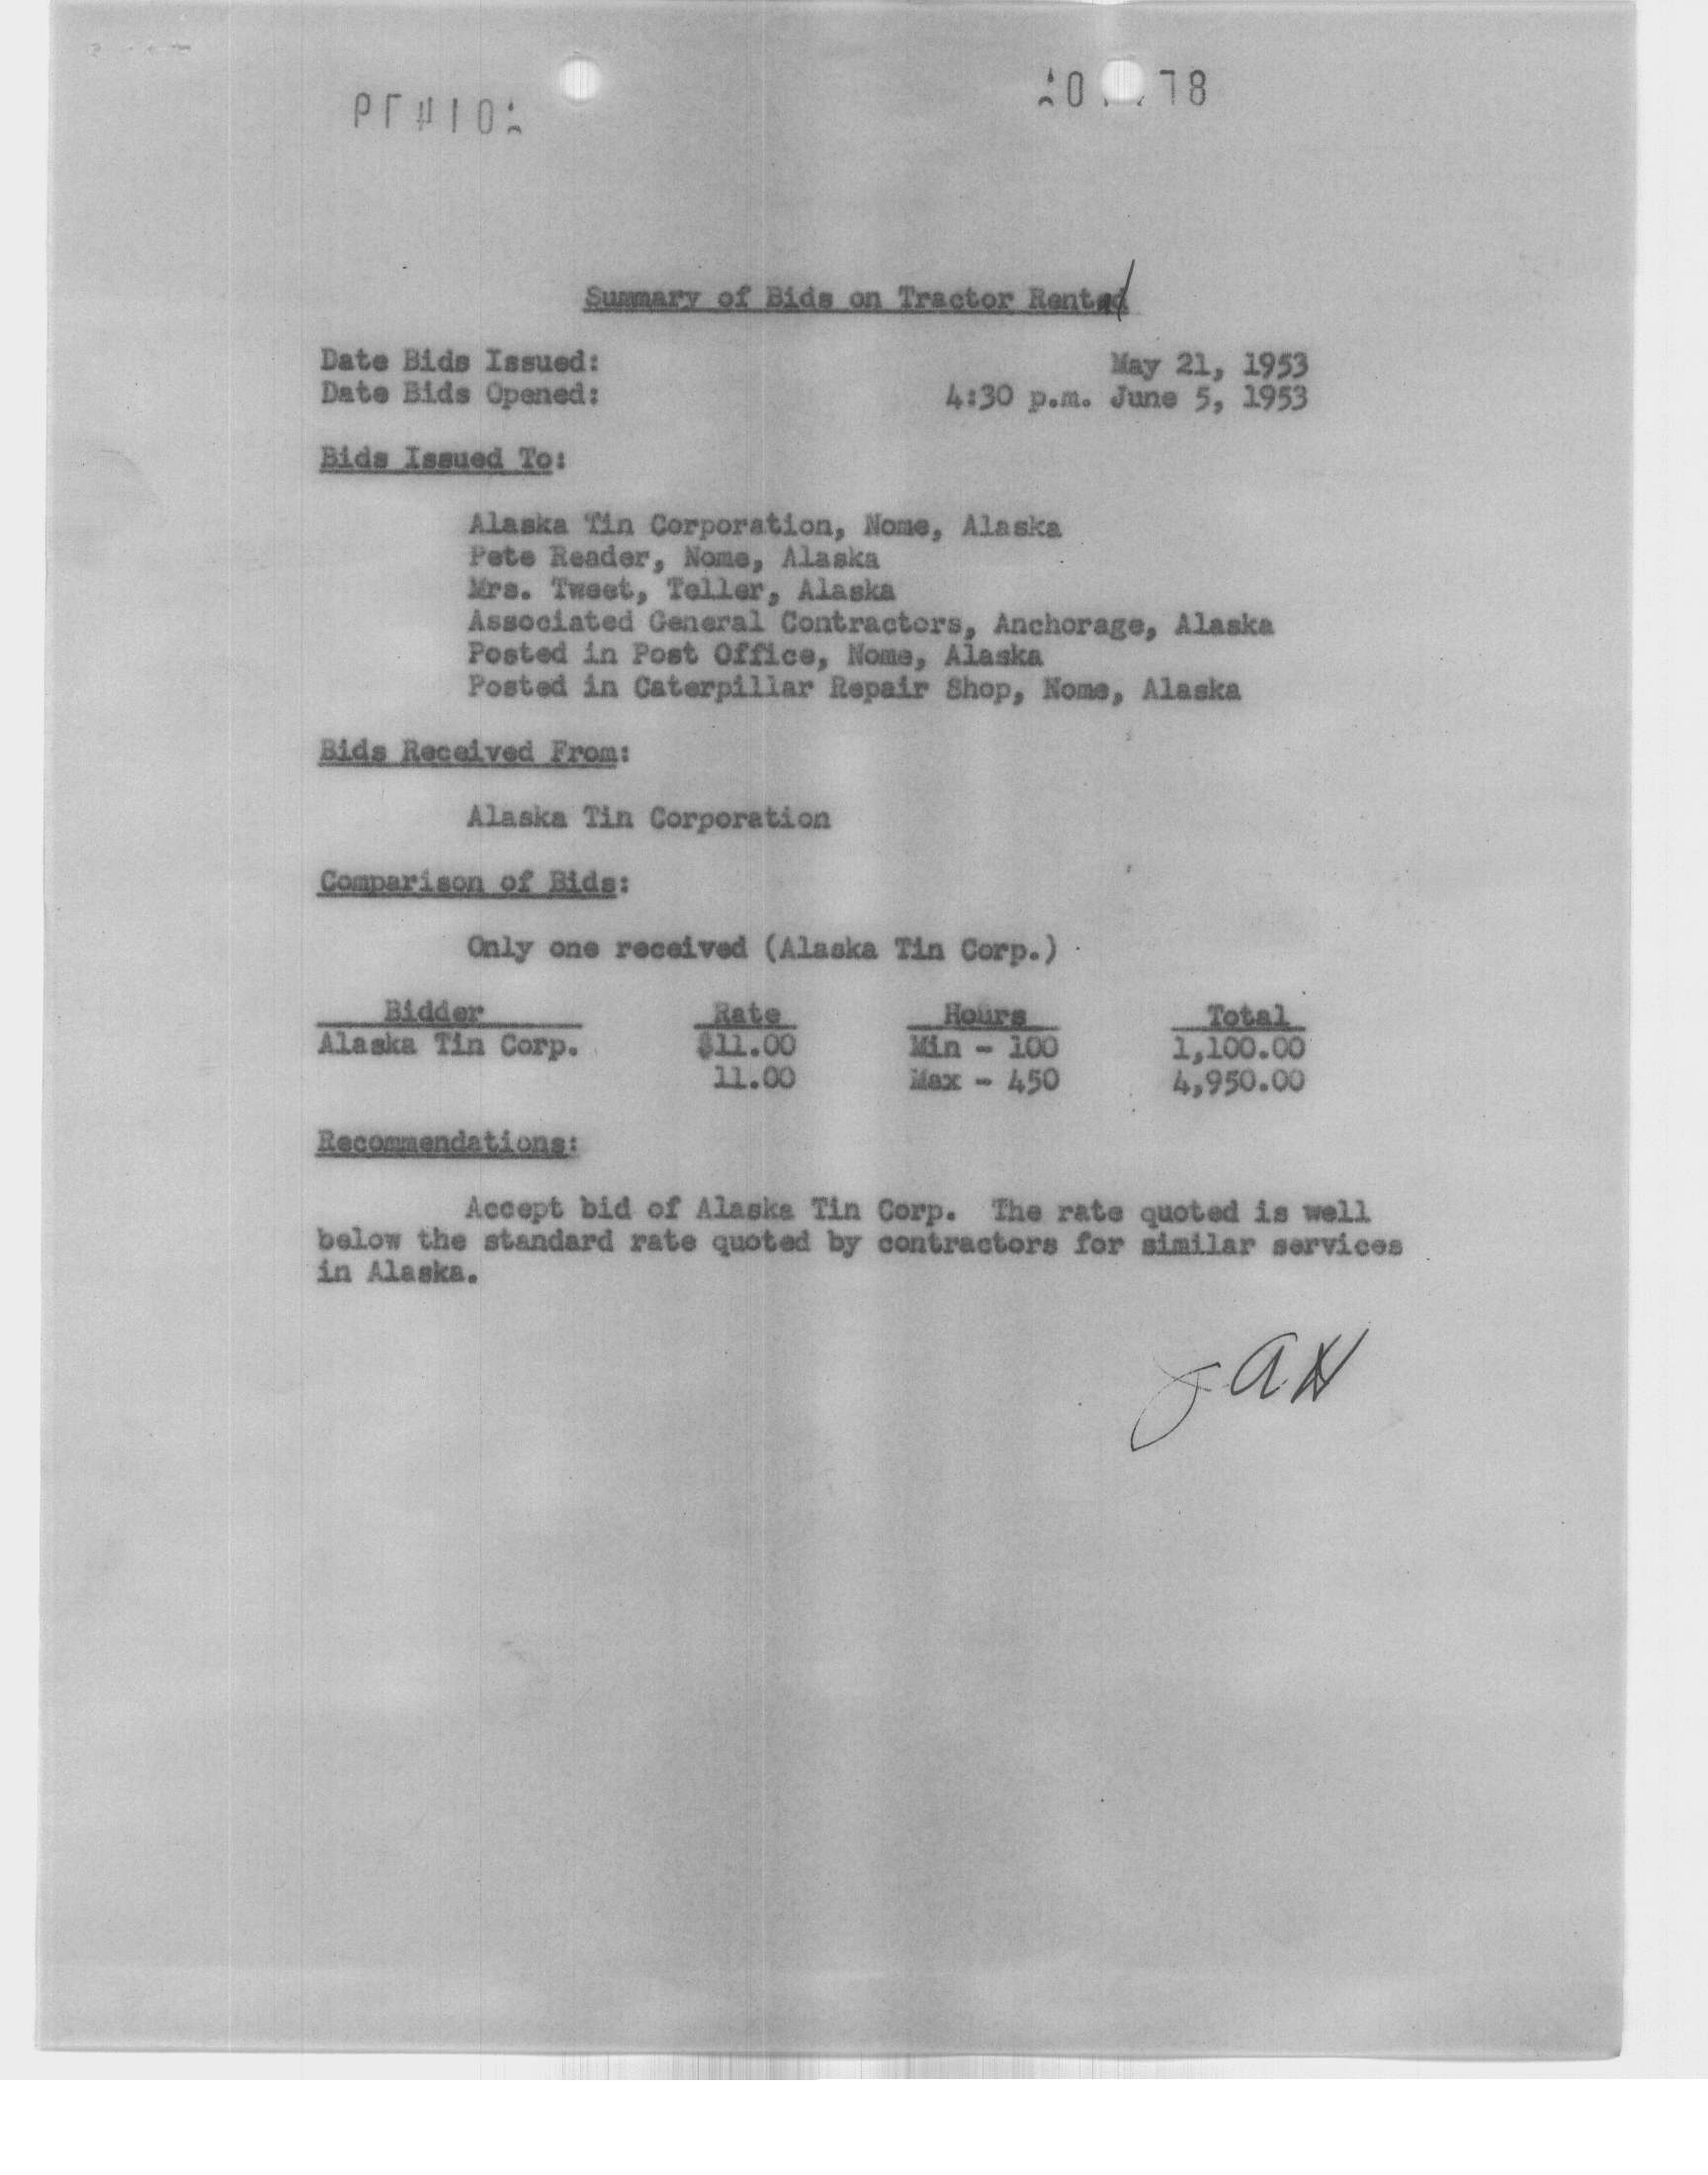 Summary of Bids on Tractor Rental
Date Bids Issued: May 21, 1953
Date Bids Opened: 4:30 p.m. June 5, 1953
Bids Issued To:
Alaska Tin Corporation, Nome, Alaska
Pete Reader, Nome, Alaska
Mrs. Tweet, Teller, Alaska
Associated General Contractors, Anchorage, Alaska
Posted in Post Office, Nome, Alaska
Posted in Caterpillar Repair Shop, Nome, Alaska
Bids Received From:
Alaska Tin Corporation
Comparison of Bids:
Only one received (Alaska Tin Corp.)
Bidder Rate Hours Total
Alaska Tin Corp. $11.00 Min - 100 1,100.00
11.00 Max - 450 4,950.00
Recommendations:
Accept bid of Alaska Tin Corp. The rate quoted is well
below the standard rate quoted by contractors for similar services
in Alaska.
JAH